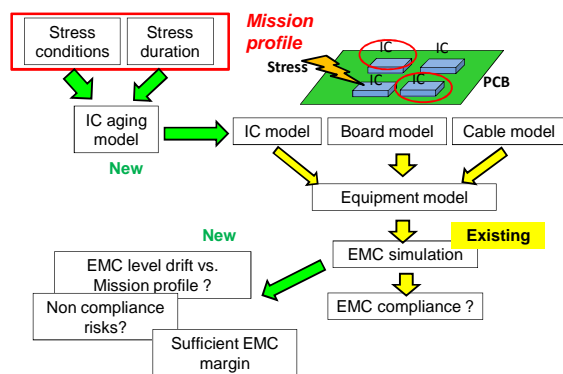 Stress
conditions
Stress
duration
Mission
profile
IC
IC
Stress
IC
IC
PCB
IC aging
model
New
IC model
Board model
Cable model
Equipment model
New
Existing
EMC simulation
EMC level drift vs.
Mission profile ?
Non compliance
risks?
Sufficient EMC
margin
EMC compliance ?